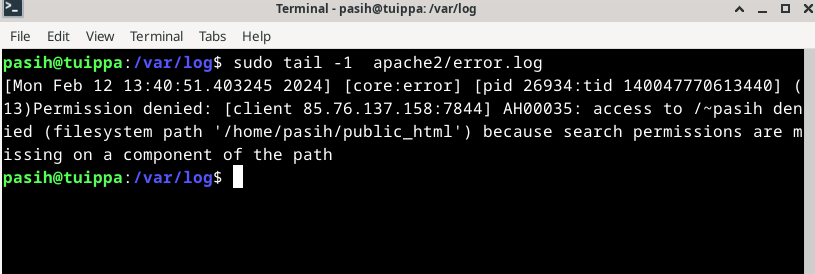 Terminal - pasih@tuippa: /var/log
File Edit View Terminal Tabs Help
pasih@tuippa:/var/log$ sudo tail -1  apache2/error.log
[Mon Feb 12 13:40:51.403245 2024] [core:error] [pid 26934:tid 140047770613440] (
13)Permission denied: [client 85.76.137.158:7844] AH00035: access to /~pasih den
ied (filesystem path '/home/pasih/public_html') because search permissions are m
issing on a component of the path
pasih@tuippa:/var/log$